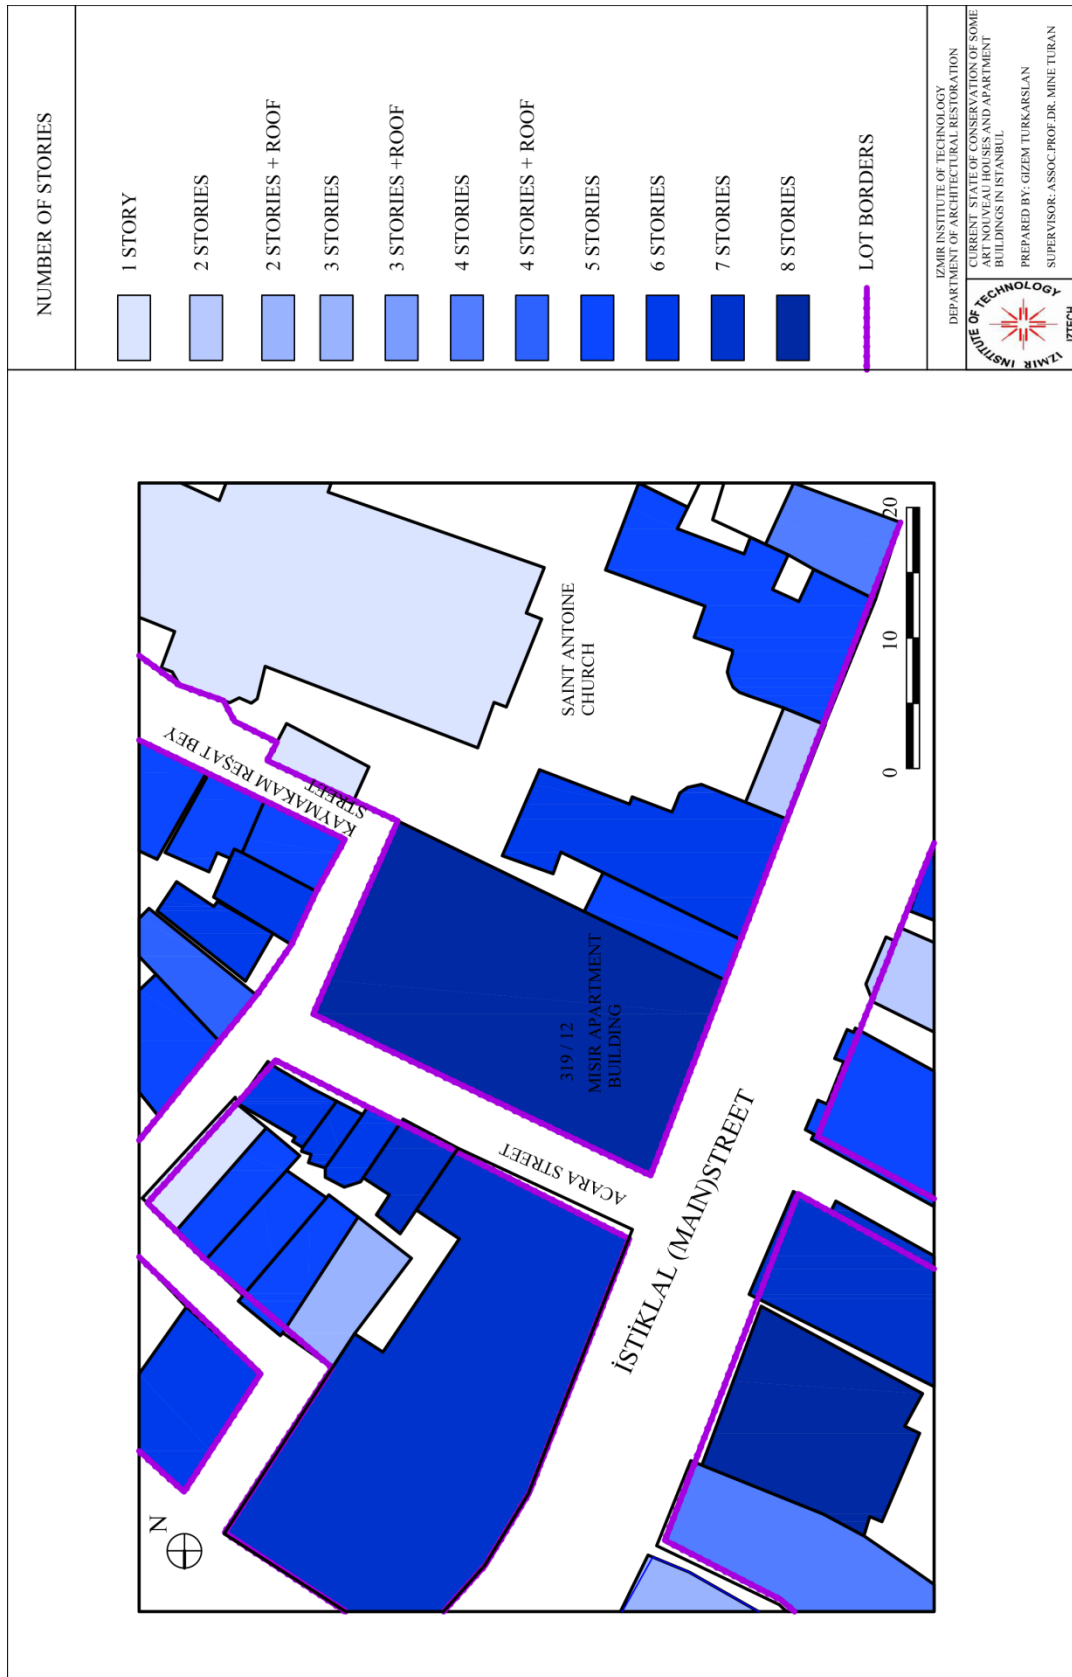 NUMBER OF STORIES
1 STORY
2 STORIES
2 STORIES + ROOF
3 STORIES
3 STORIES +ROOF
4 STORIES
4 STORIES + ROOF
5 STORIES
6 STORIES
7 STORIES
8 STORIES
LOT BORDERS
IZMIR INSTITUTE OF TECHNOLOGY
DEPARTMENT OF ARCHITECTURAL RESTORATION
CURRENT STATE OF CONSERVATION OF SOME
ART NOUVEAU HOUSES AND APARTMENT
BUILDINGS IN ISTANBUL
PREPARED BY: GIZEM TURKARSLAN
SUPERVISOR: ASSOC.PROF.DR. MINE TURAN
IZMIR INSTITUTE OF TECHNOLOGY
IZTECH
N
KAYMAKAM REŞAT BEY
STREET
SAINT ANTOINE
CHURCH
319 / 12
MISIR APARTMENT
BUILDING
ACARA STREET
İSTİKLAL (MAIN)STREET
0 10 20